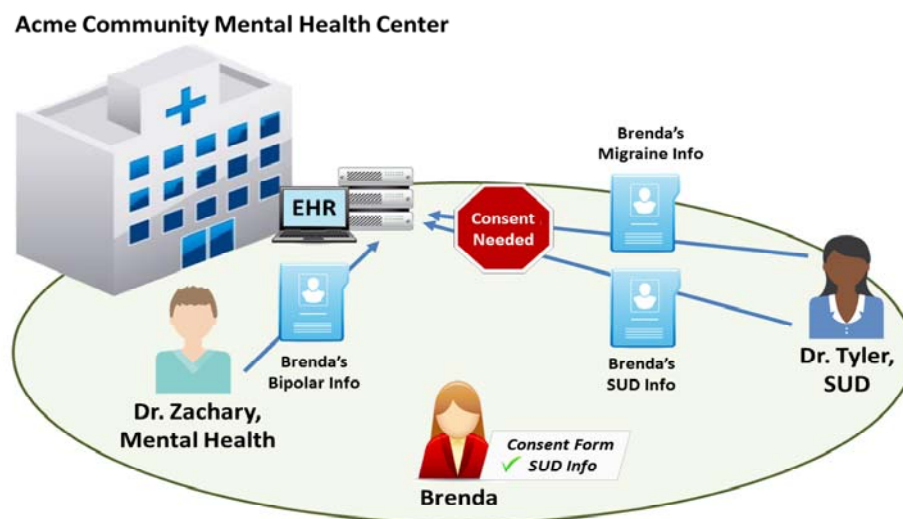 Acme Community Mental Health Center
EHR
Consent
Needed
Brenda's
Migraine Info
Brenda's
Bipolar Info
Brenda's
SUD Info
Dr. Zachary,
Mental Health
Dr. Tyler,
SUD
Consent Form
✓ SUD Info
Brenda